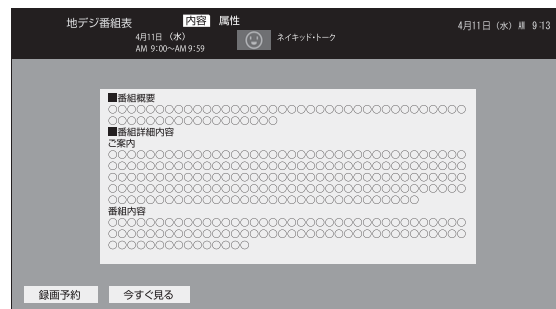 地デジ番組表 内容 属性
4月11日（水）
AM 9:00～AM 9:59
ネイキッド・トーク
4月11日（水）AM 9:13
■番組概要
○○○○○○○○○○○○○○○○○○○○○○○○○○○○○○○○○○○○○○
○○○○○○○○○○○○○○○○○○
■番組詳細内容
ご案内
○○○○○○○○○○○○○○○○○○○○○○○○○○○○○○○○○○○○○○
○○○○○○○○○○○○○○○○○○○○○○○○○○○○○○○○○○○○○○
○○○○○○○○○○○○○○○○○○○○○○○○○○○○○○○○○○○○○○
○○○○○○○○○○○○○○○○○○○○○○○○○○○○○○○○○○○○○○
○○○○○○○○○○○○○○○○○○○○○○○○○○○○○○○○○
番組内容
○○○○○○○○○○○○○○○○○○○○○○○○○○○○○○○○○○○○○○
○○○○○○○○○○○○○○○○○○○○○○○○○○○○○○○○○○○○○○
○○○○○○○○○○○○○○○
録画予約 今すぐ見る